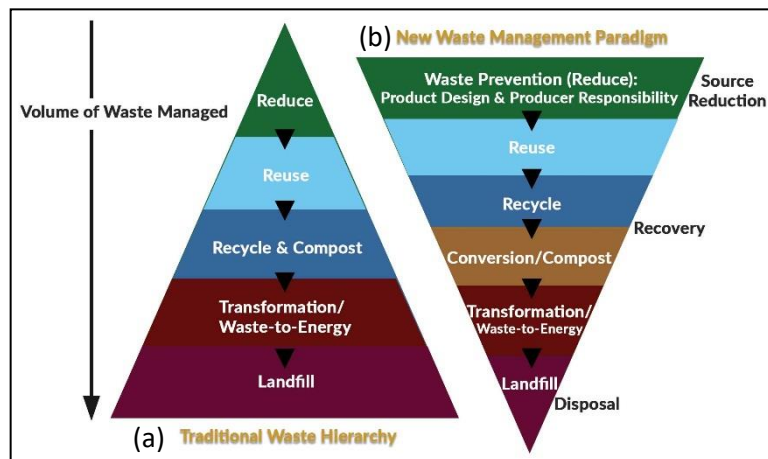 (b) New Waste Management Paradigm
Volume of Waste Managed
Reduce
Reuse
Recycle & Compost
Transformation/
Waste-to-Energy
Landfill
(a) Traditional Waste Hierarchy
Waste Prevention (Reduce):
Product Design & Producer Responsibility
Source
Reduction
Reuse
Recycle
Recovery
Conversion/Compost
Transformation/
Waste-to-Energy
Landfill
Disposal